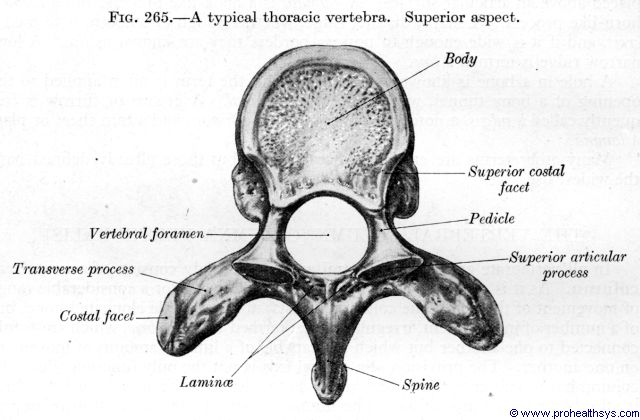 FIG. 265.—A typical thoracic vertebra. Superior aspect.
Body
Superior costal
facet
Pedicle
Vertebral foramen
Superior articular
process
Transverse process
Costal facet
Laminæ
Spine
© www.prohealthsys.com